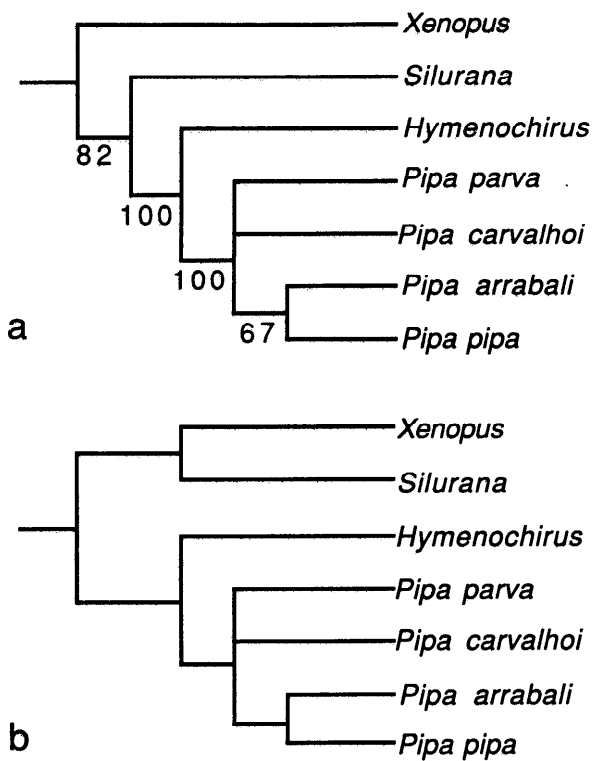 Xenopus
Silurana
82
Hymenochirus
100
Pipa parva
Pipa carvalhoi
100
Pipa arrabali
67
Pipa pipa
a
Xenopus
Silurana
Hymenochirus
Pipa parva
Pipa carvalhoi
Pipa arrabali
Pipa pipa
b